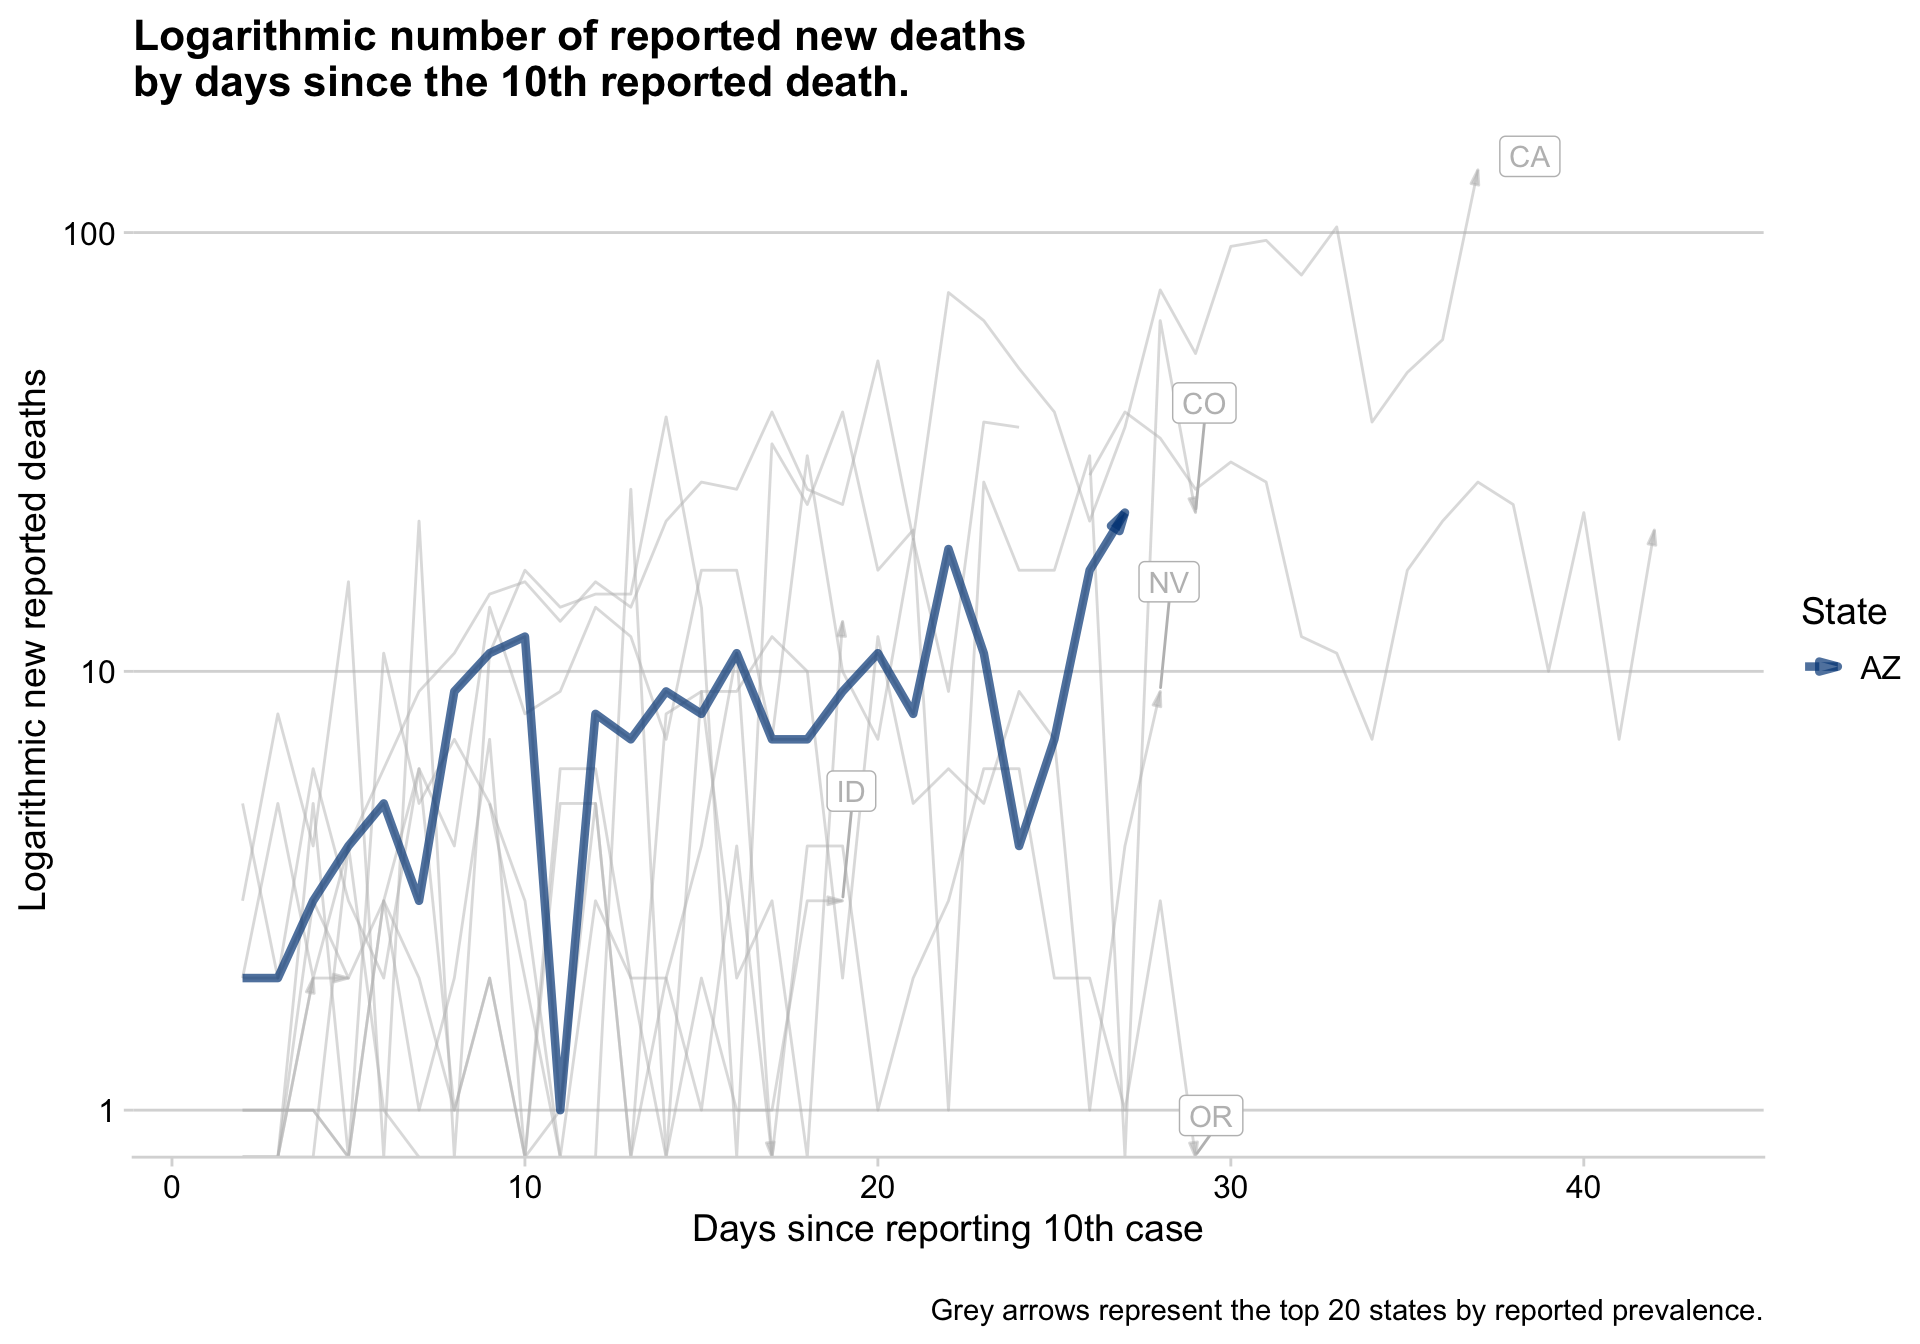 Logarithmic number of reported new deaths
by days since the 10th reported death.
Logarithmic new reported deaths
100
10
1
CA
CO
NV
ID
OR
State
AZ
0
10
20
30
40
Days since reporting 10th case
Grey arrows represent the top 20 states by reported prevalence.